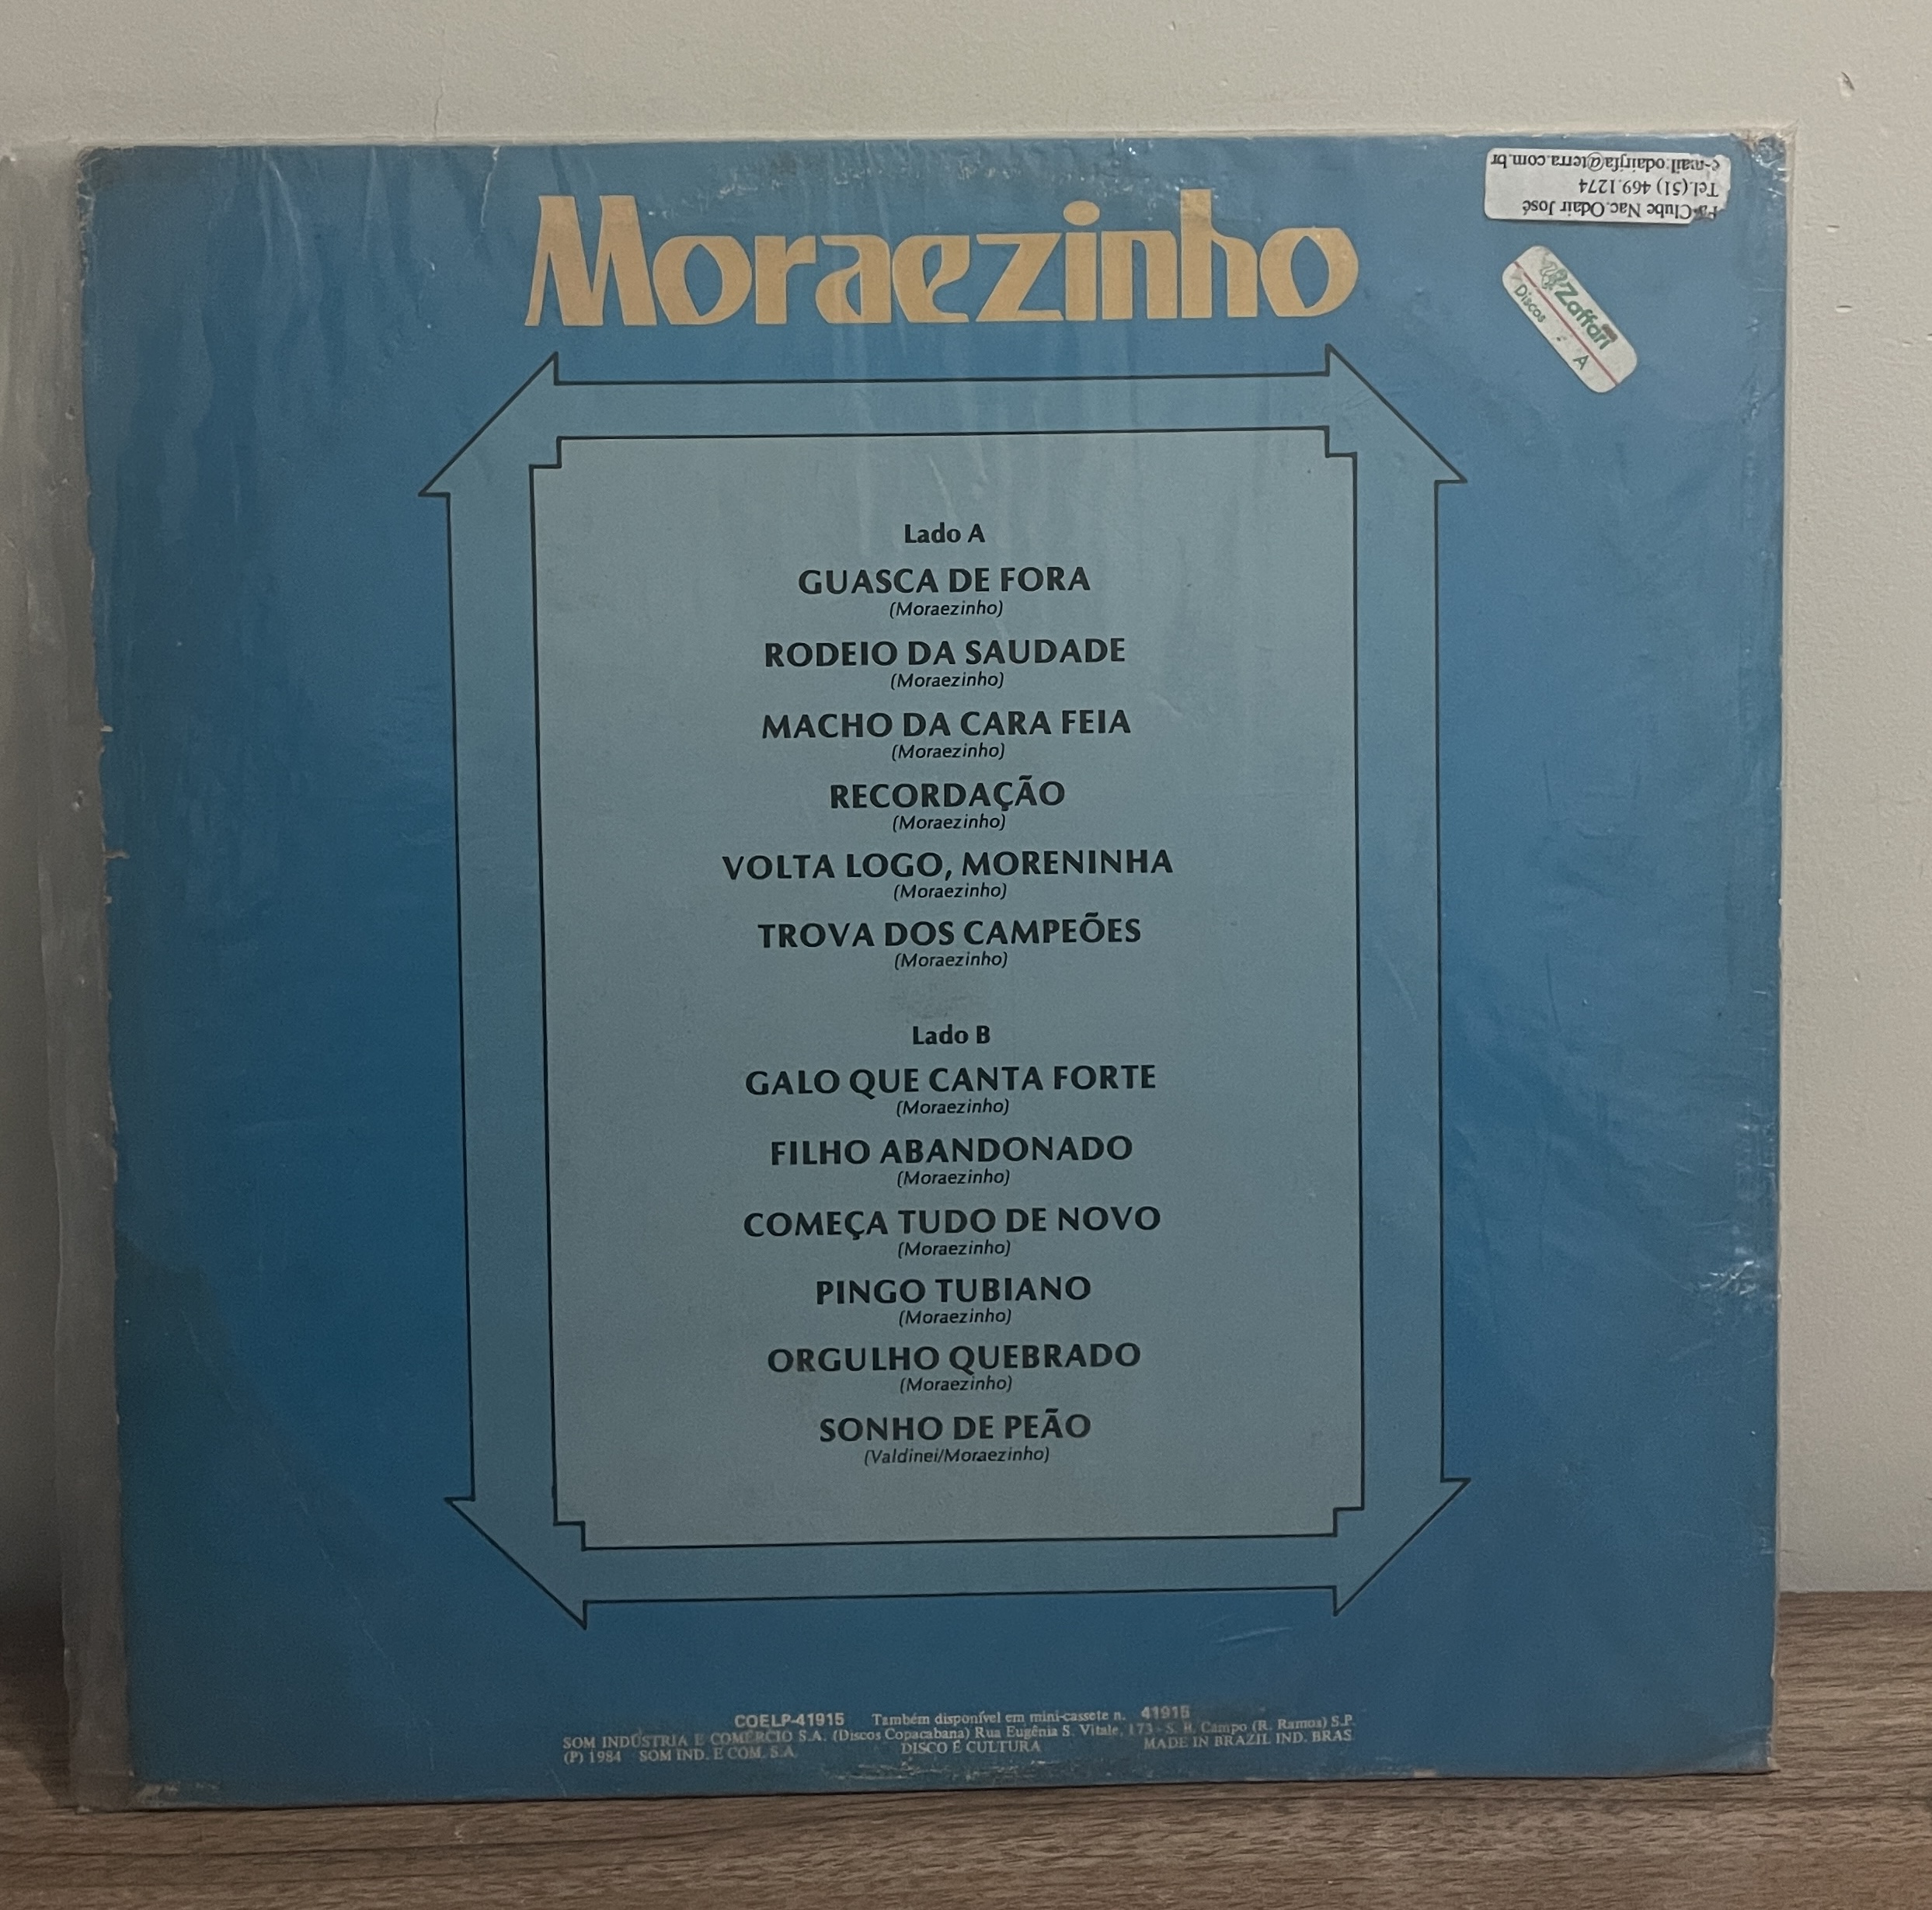 Moraezinho
Fã-Clube Nac.Odair José
Tel.(51) 469.1274
e-mail:odairjfa@terra.com.br
Zaffari
Discos A
Lado A
GUASCA DE FORA
(Moraezinho)
RODEIO DA SAUDADE
(Moraezinho)
MACHO DA CARA FEIA
(Moraezinho)
RECORDAÇÃO
(Moraezinho)
VOLTA LOGO, MORENINHA
(Moraezinho)
TROVA DOS CAMPEÕES
(Moraezinho)
Lado B
GALO QUE CANTA FORTE
(Moraezinho)
FILHO ABANDONADO
(Moraezinho)
COMEÇA TUDO DE NOVO
(Moraezinho)
PINGO TUBIANO
(Moraezinho)
ORGULHO QUEBRADO
(Moraezinho)
SONHO DE PEÃO
(Valdinei/Moraezinho)
COELP-41915 Também disponível em mini-cassete n. 41915
SOM INDÚSTRIA E COMÉRCIO S.A. (Discos Copacabana) Rua Eugênia S. Vitale, 173 - S. B. Campo (R. Ramos) S.P.
(P) 1984 SOM IND. E COM. S.A. DISCO É CULTURA MADE IN BRAZIL IND. BRAS.